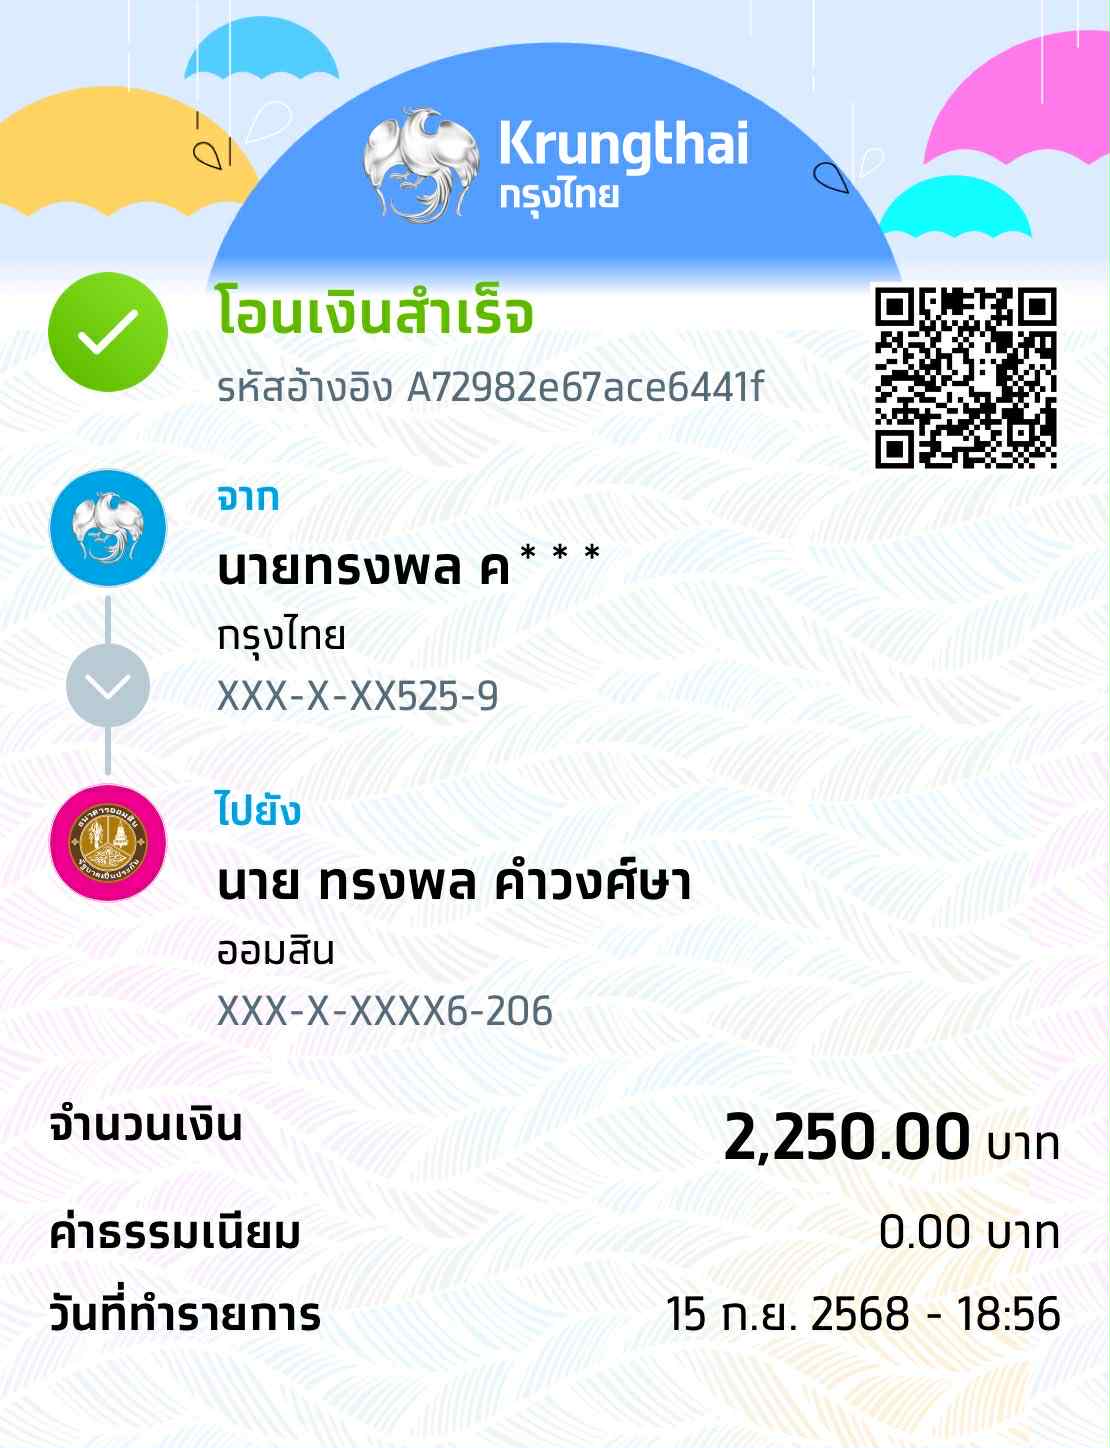 Krungthai
กรุงไทย
โอนเงินสำเร็จ
รหัสอ้างอิง A72982e67ace6441f
จาก
นายทรงพล ค***
กรุงไทย
XXX-X-XX525-9
ไปยัง
นาย ทรงพล คำวงศ์ษา
ออมสิน
XXX-X-XXXX6-206
จำนวนเงิน 2,250.00 บาท
ค่าธรรมเนียม 0.00 บาท
วันที่ทำรายการ 15 ก.ย. 2568 - 18:56